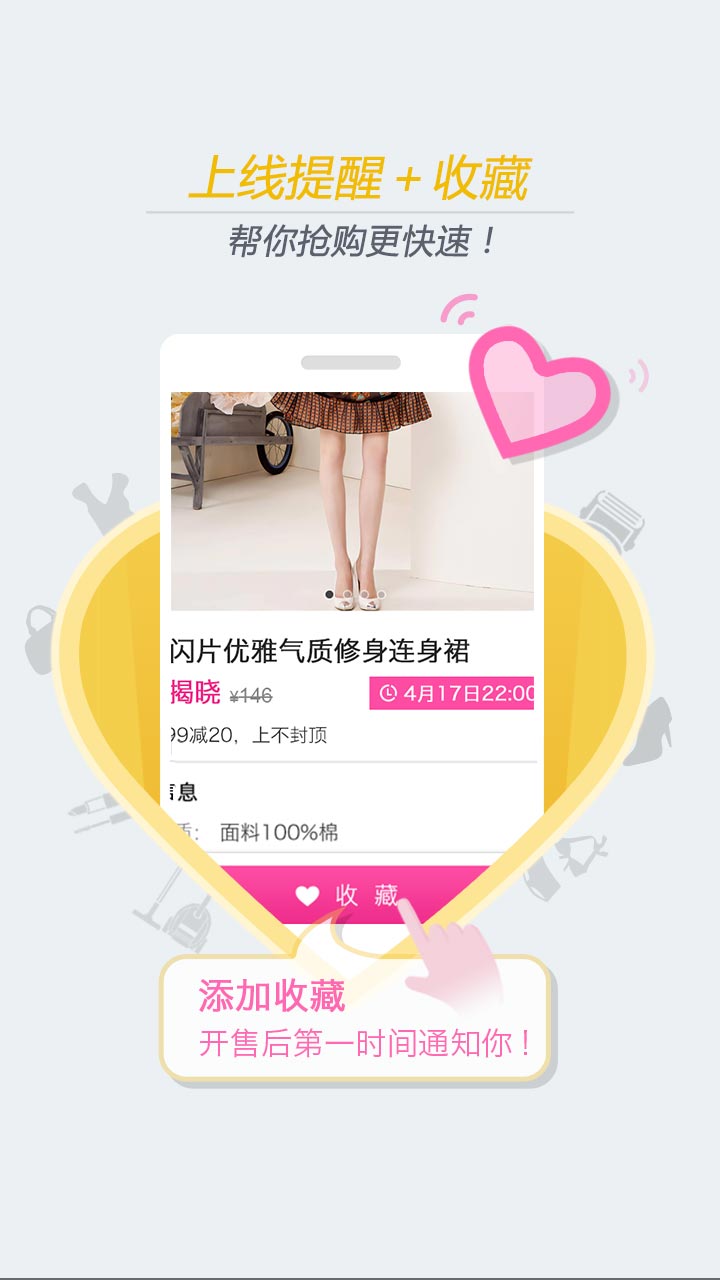 上线提醒+收藏
帮你抢购更快速！
闪片优雅气质修身连身裙
揭晓 ¥146 4月17日22:00
99减20，上不封顶
信息
质： 面料100%棉
收 藏
添加收藏
开售后第一时间通知你！